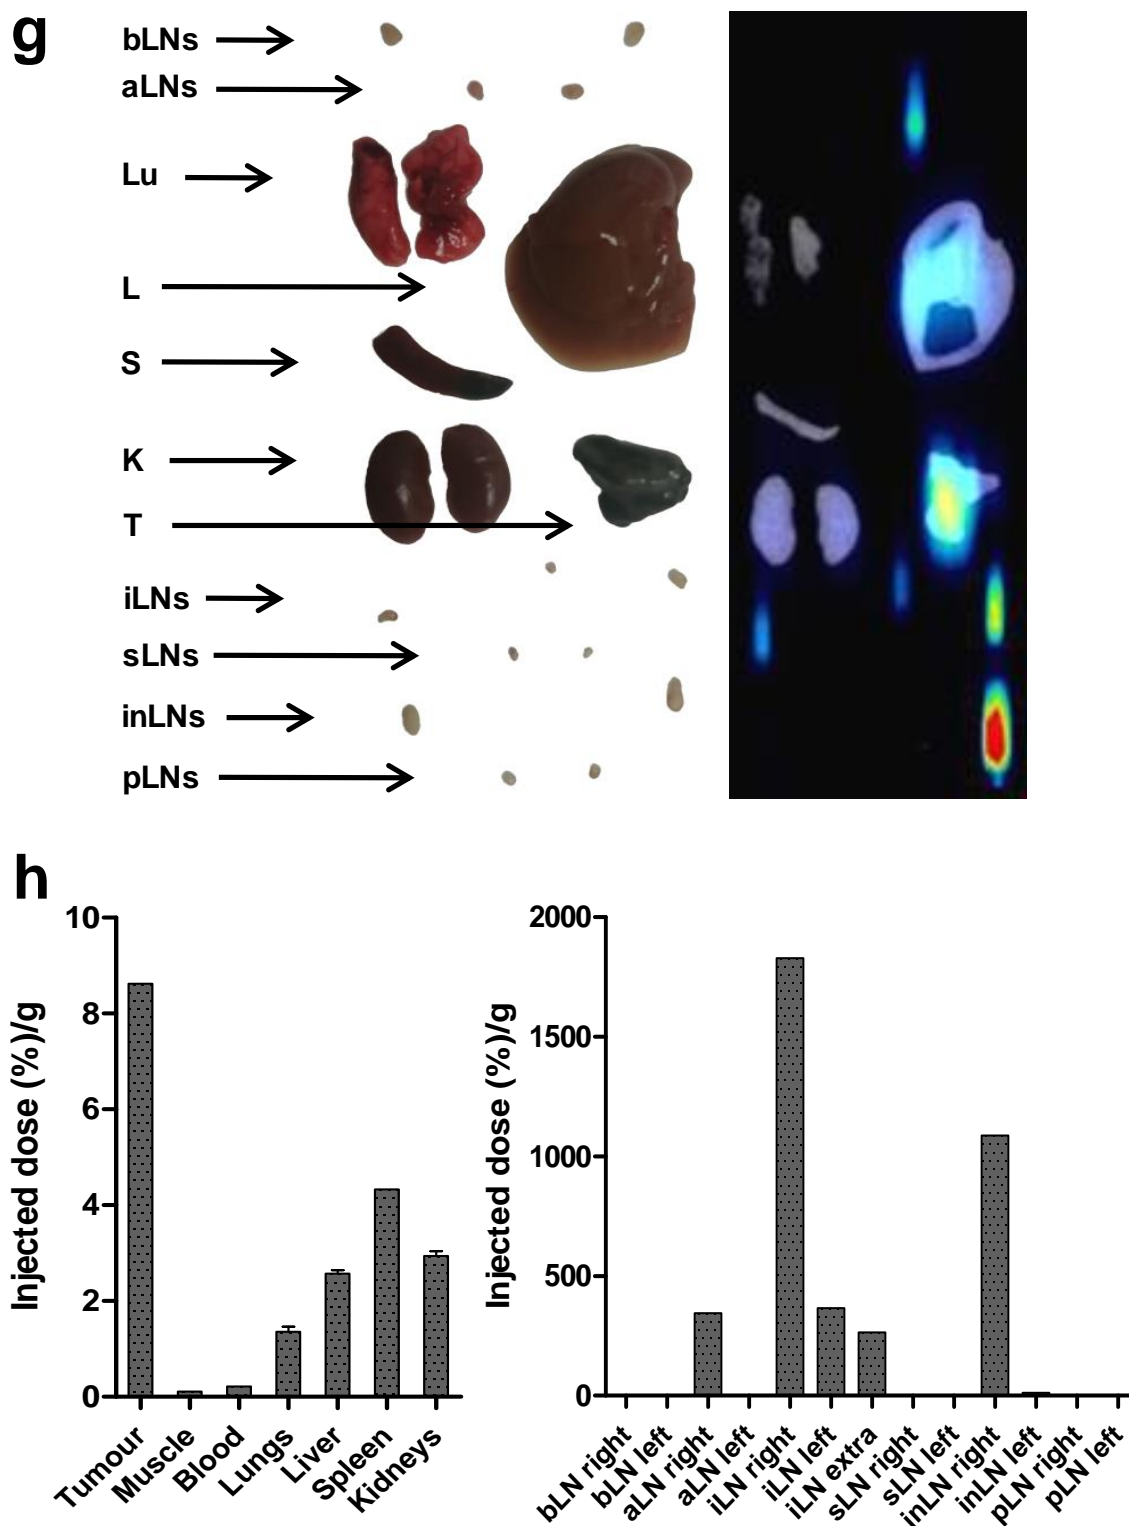 g
bLNs
aLNs
Lu
L
S
K
T
iLNs
sLNs
inLNs
pLNs
h
Injected dose (%)/g
10
8
6
4
2
0
Tumour
Muscle
Blood
Lungs
Liver
Spleen
Kidneys
Injected dose (%)/g
2000
1500
1000
500
0
bLN right
bLN left
aLN right
aLN left
iLN right
iLN left
iLN extra
sLN right
sLN left
inLN right
inLN left
pLN right
pLN left